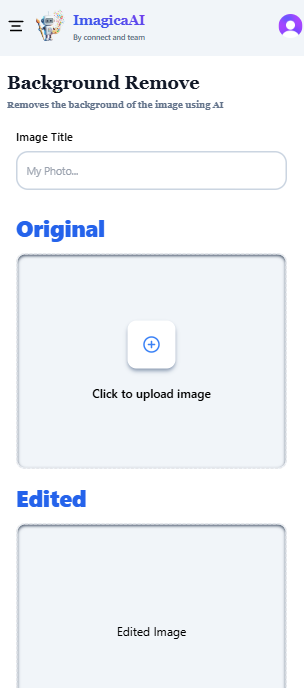 ImagicaAI
By connect and team
Background Remove
Removes the background of the image using AI
Image Title
My Photo...
Original
Click to upload image
Edited
Edited Image